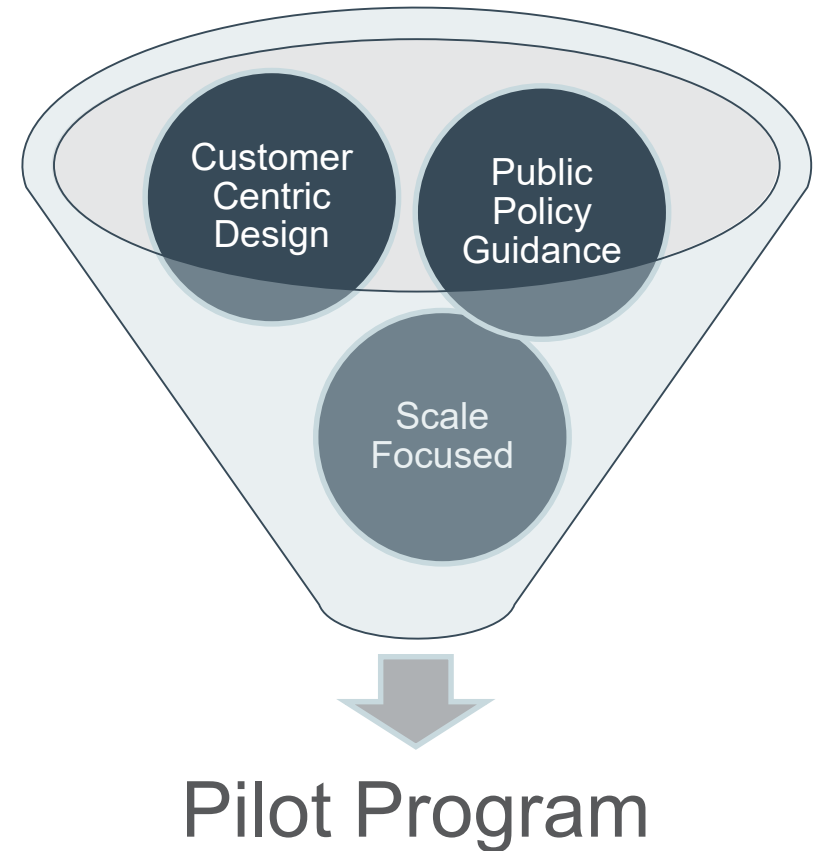 Customer
Centric
Design
Public
Policy
Guidance
Scale
Focused
Pilot Program